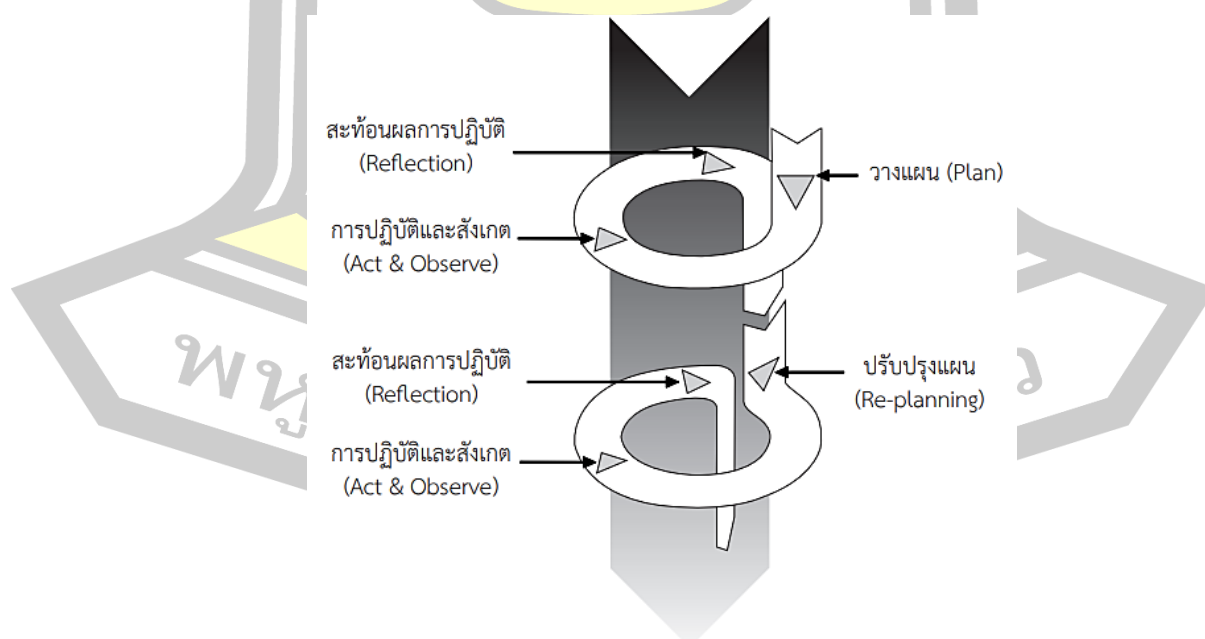 สะท้อนผลการปฏิบัติ
(Reflection)
วางแผน (Plan)
การปฏิบัติและสังเกต
(Act & Observe)
สะท้อนผลการปฏิบัติ
(Reflection)
ปรับปรุงแผน
(Re-planning)
การปฏิบัติและสังเกต
(Act & Observe)